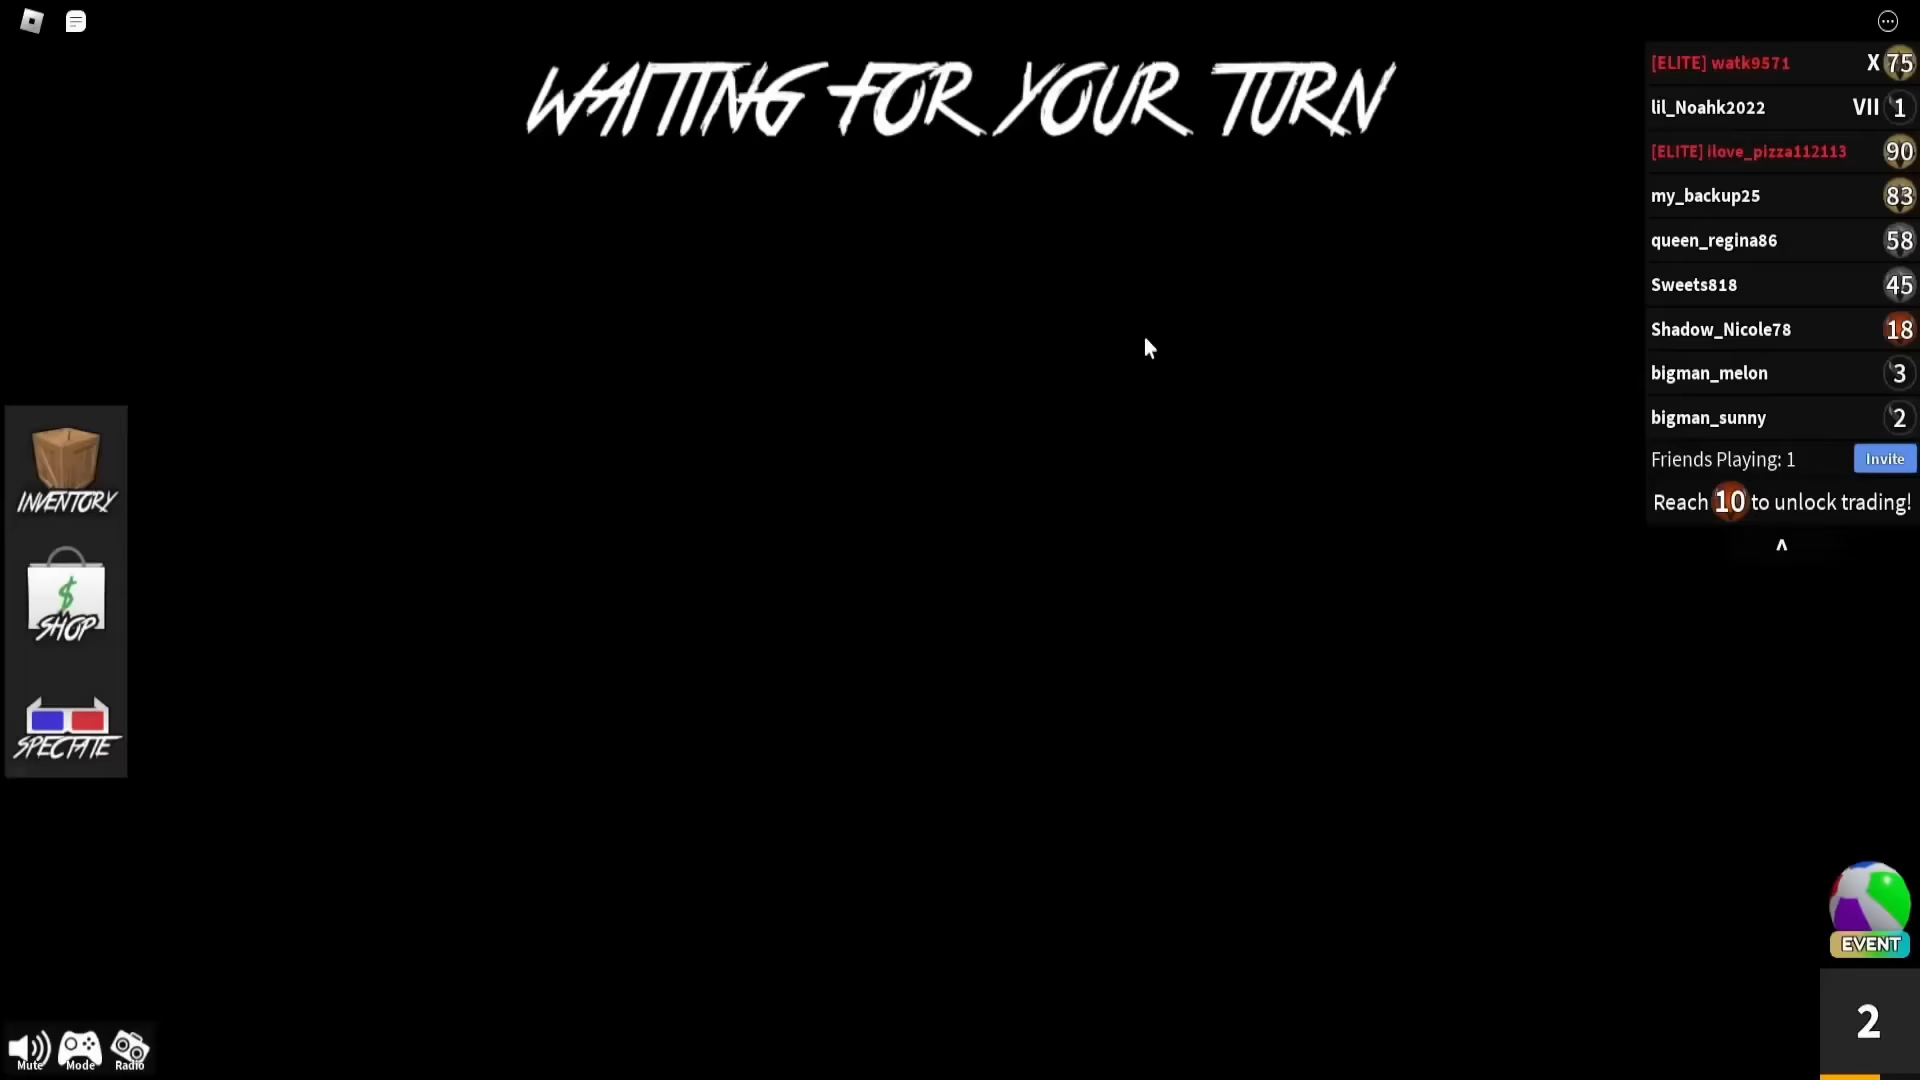 WAITING FOR YOUR TURN
[ELITE] watk9571 X 75
lil_Noahk2022 VII 1
[ELITE] ilove_pizza112113 90
my_backup25 83
queen_regina86 58
Sweets818 45
Shadow_Nicole78 18
bigman_melon 3
bigman_sunny 2
Friends Playing: 1 Invite
Reach 10 to unlock trading!
INVENTORY
$
SHOP
SPECTATE
EVENT
2
Mute Mode Radio